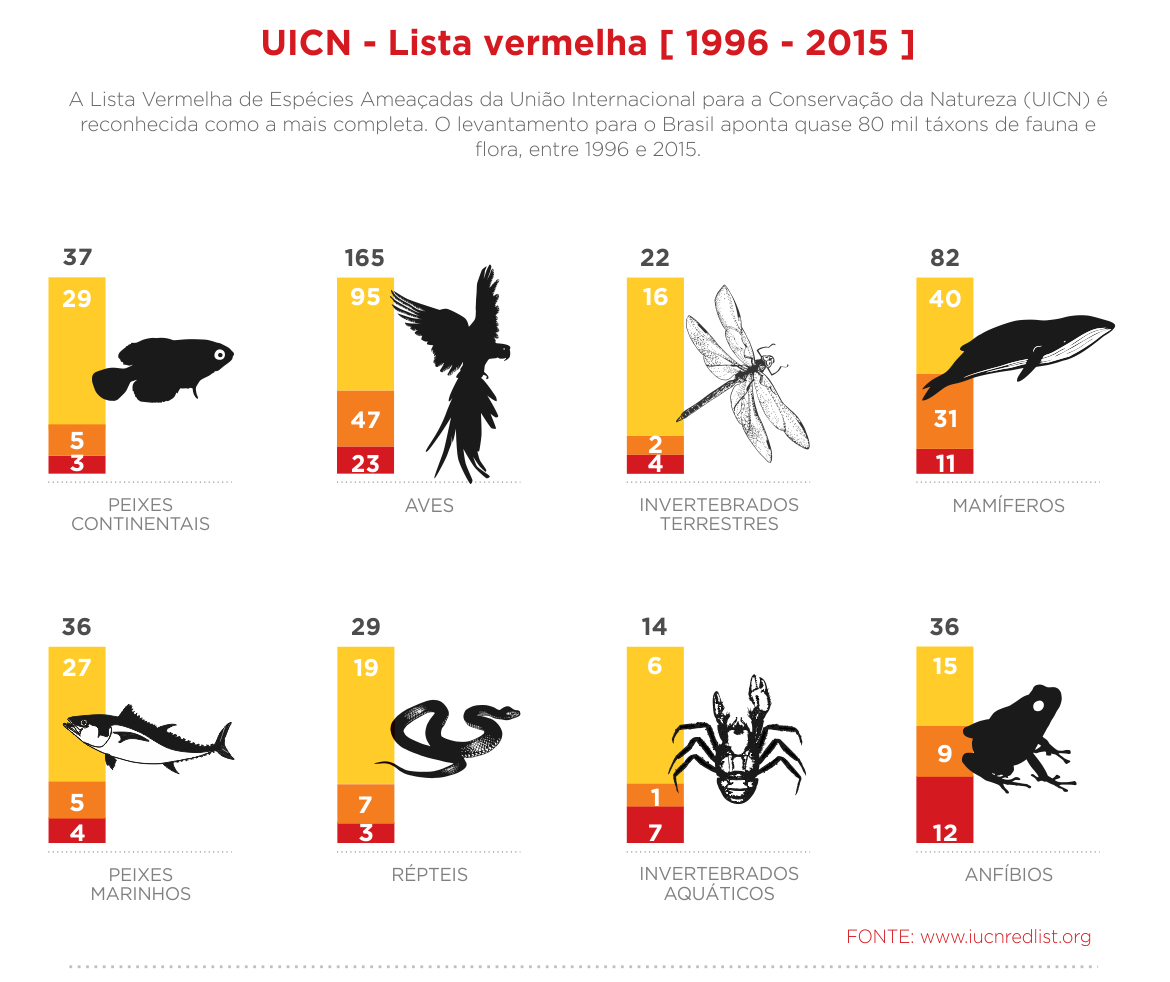 UICN - Lista vermelha [ 1996 - 2015 ]
A Lista Vermelha de Espécies Ameaçadas da União Internacional para a Conservação da Natureza (UICN) é
reconhecida como a mais completa. O levantamento para o Brasil aponta quase 80 mil táxons de fauna e
flora, entre 1996 e 2015.
37
29
5
3
PEIXES
CONTINENTAIS
165
95
47
23
AVES
22
16
2
4
INVERTEBRADOS
TERRESTRES
82
40
31
11
MAMÍFEROS
36
27
5
4
PEIXES
MARINHOS
29
19
7
3
RÉPTEIS
14
6
1
7
INVERTEBRADOS
AQUÁTICOS
36
15
9
12
ANFÍBIOS
FONTE: www.iucnredlist.org